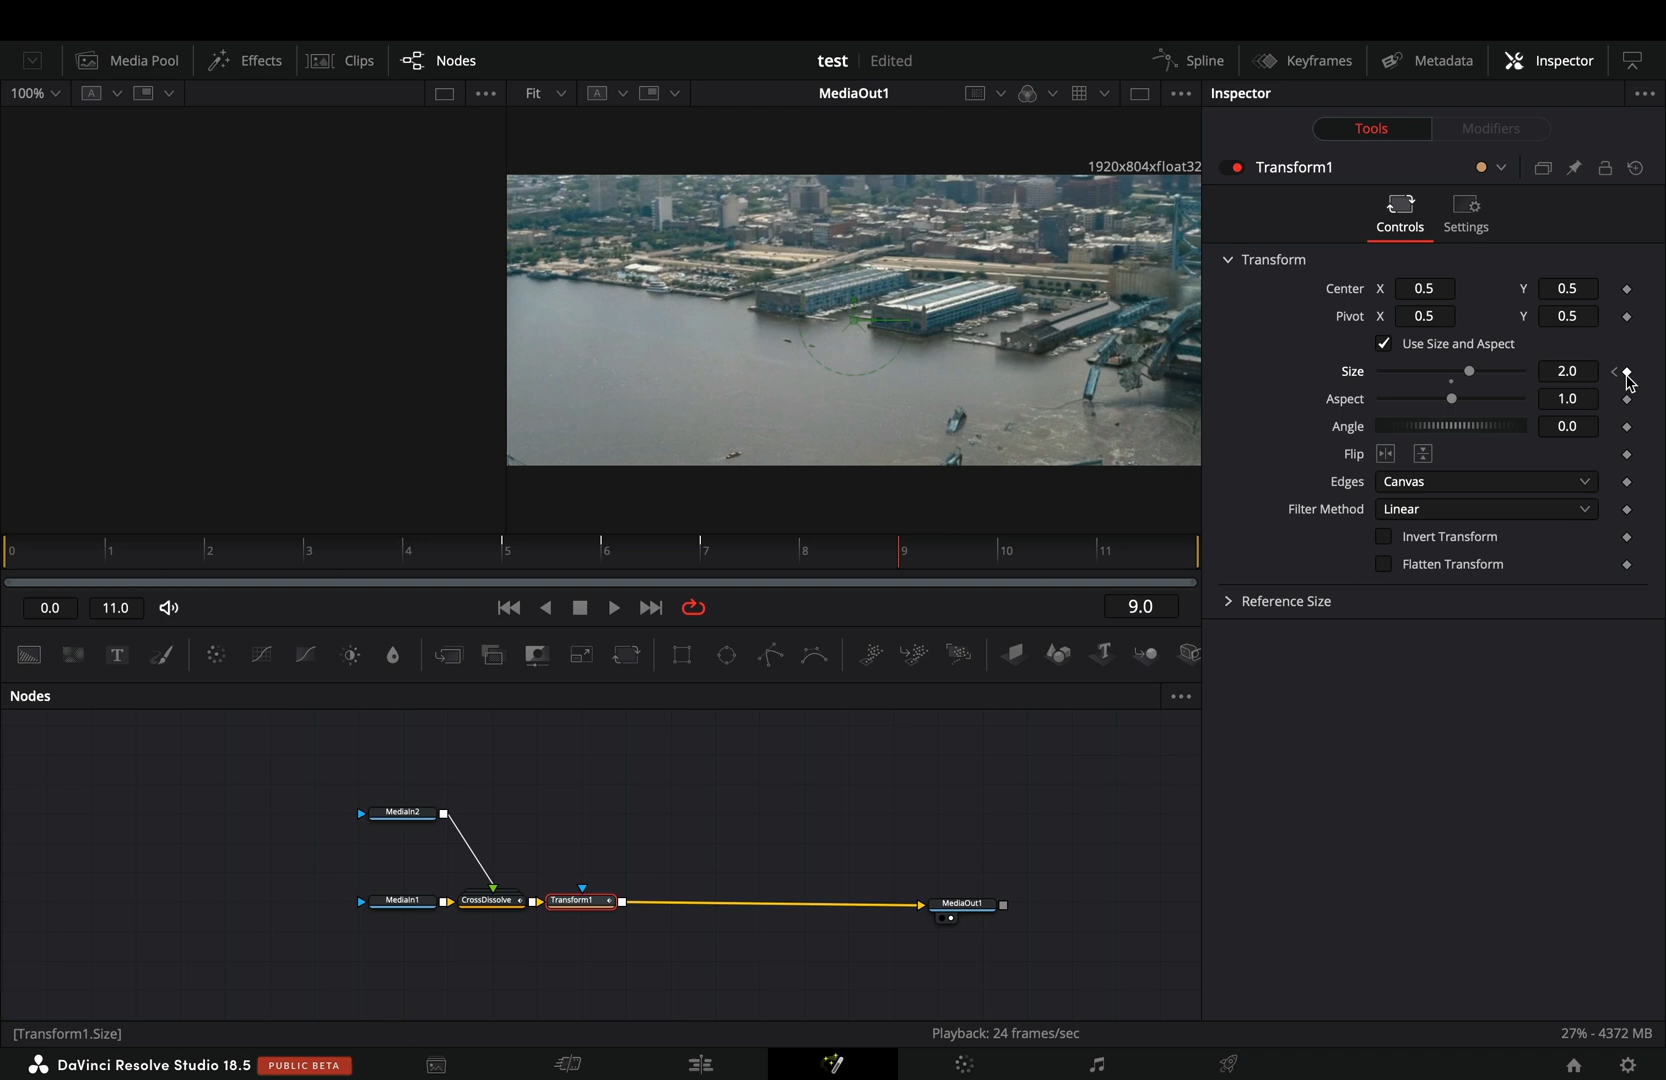 Media Pool Effects Clips Nodes test Edited Spline Keyframes Metadata Inspector
100% A Fit A MediaOut1 Inspector
Tools Modifiers
1920x804xfloat32
Transform1
Controls Settings
Transform
Center X 0.5 Y 0.5
Pivot X 0.5 Y 0.5
Use Size and Aspect
Size 2.0
Aspect 1.0
Angle 0.0
Flip
Edges Canvas
Filter Method Linear
Invert Transform
Flatten Transform
Reference Size
0 1 2 3 4 5 6 7 8 9 10 11
0.0 11.0 9.0
T T
Nodes
MediaIn2
MediaIn1 CrossDissolve Transform1 MediaOut1
[Transform1.Size] Playback: 24 frames/sec 27% - 4372 MB
DaVinci Resolve Studio 18.5 PUBLIC BETA